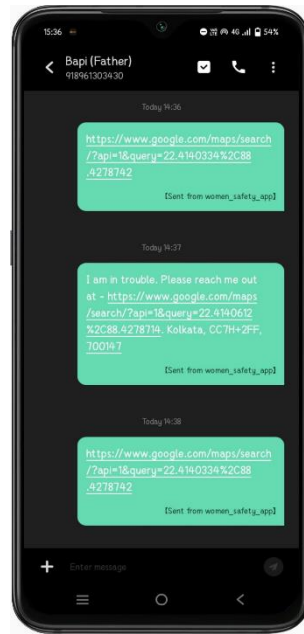 15:36
4G 54%
Bapi (Father)
918961303430
Today 14:36
https://www.google.com/maps/search
/?api=1&query=22.4140334%2C88
.4278742
[Sent from women_safety_app]
Today 14:37
I am in trouble. Please reach me out
at - https://www.google.com/maps
/search/?api=1&query=22.4140612
%2C88.4278714. Kolkata, CC7H+2FF,
700147
[Sent from women_safety_app]
Today 14:38
https://www.google.com/maps/search
/?api=1&query=22.4140334%2C88
.4278742
[Sent from women_safety_app]
Enter message